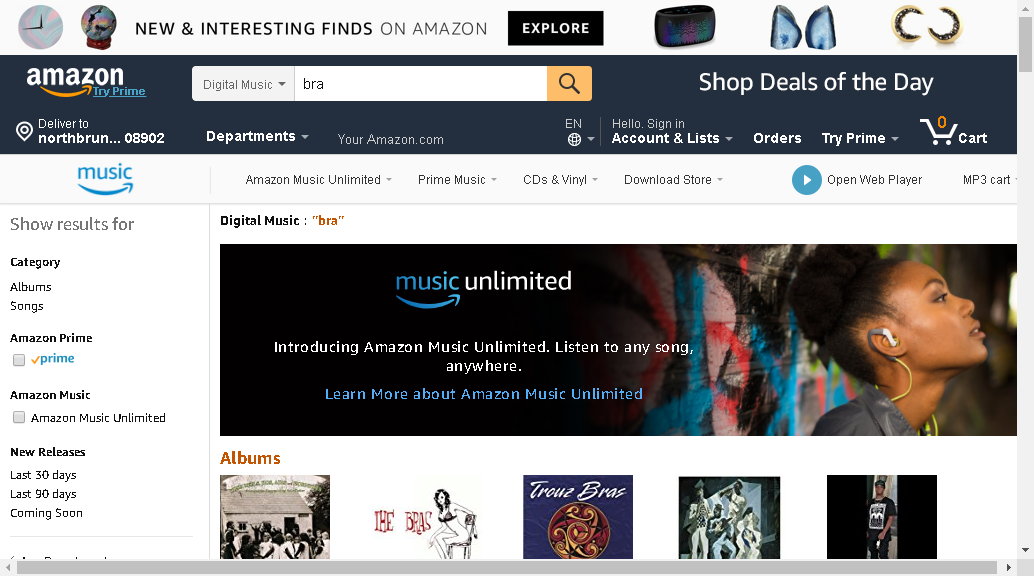 NEW & INTERESTING FINDS ON AMAZON
EXPLORE
amazon
Try Prime
Digital Music
bra
Shop Deals of the Day
Deliver to
northbrun... 08902
Departments
Your Amazon.com
EN
Hello. Sign in
Account & Lists
Orders
Try Prime
0
Cart
music
Amazon Music Unlimited
Prime Music
CDs & Vinyl
Download Store
Open Web Player
MP3 cart
Show results for
Category
Albums
Songs
Amazon Prime
prime
Amazon Music
Amazon Music Unlimited
New Releases
Last 30 days
Last 90 days
Coming Soon
Digital Music : "bra"
music unlimited
Introducing Amazon Music Unlimited. Listen to any song,
anywhere.
Learn More about Amazon Music Unlimited
Albums
THE BRAS
Trouz Bras